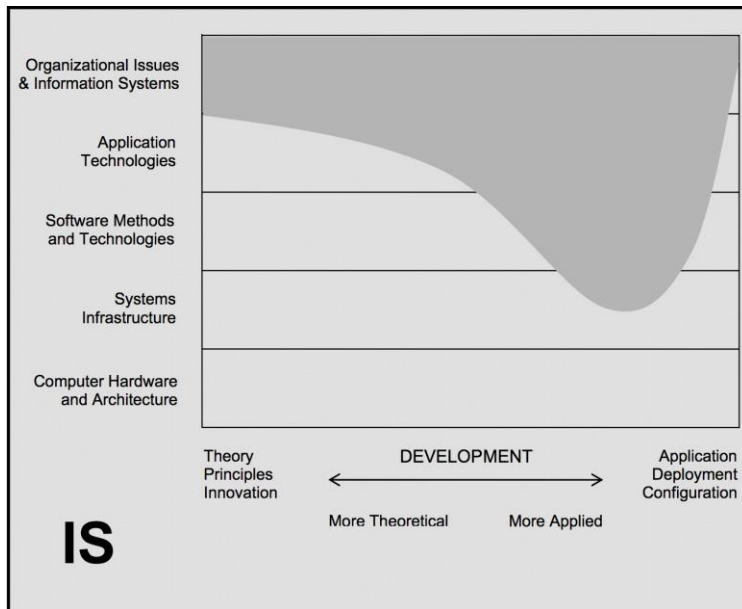 Organizational Issues
& Information Systems
Application
Technologies
Software Methods
and Technologies
Systems
Infrastructure
Computer Hardware
and Architecture
Theory
Principles
Innovation
DEVELOPMENT
Application
Deployment
Configuration
More Theoretical
More Applied
IS